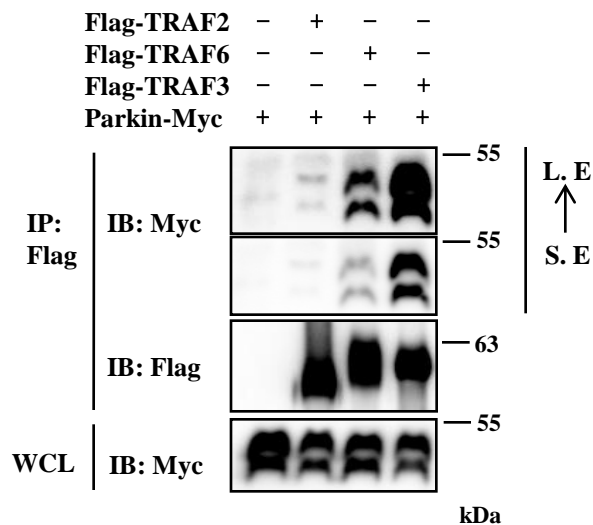 Flag-TRAF2 − + − −
Flag-TRAF6 − − + −
Flag-TRAF3 − − − +
Parkin-Myc + + + +
IP:
Flag
IB: Myc
55
L. E
55
S. E
IB: Flag
63
WCL
IB: Myc
55
kDa